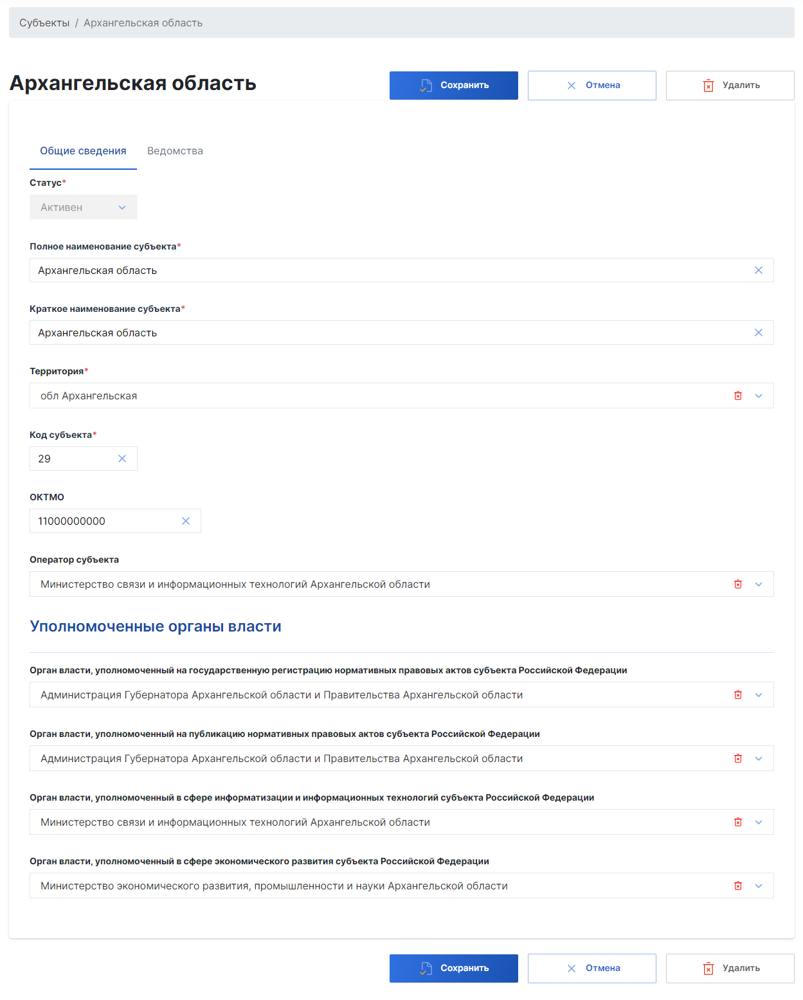 Субъекты / Архангельская область
Архангельская область
Сохранить
Отмена
Удалить
Общие сведения
Ведомства
Статус*
Активен
Полное наименование субъекта*
Архангельская область
Краткое наименование субъекта*
Архангельская область
Территория*
обл Архангельская
Код субъекта*
29
ОКТМО
11000000000
Оператор субъекта
Министерство связи и информационных технологий Архангельской области
Уполномоченные органы власти
Орган власти, уполномоченный на государственную регистрацию нормативных правовых актов субъекта Российской Федерации
Администрация Губернатора Архангельской области и Правительства Архангельской области
Орган власти, уполномоченный на публикацию нормативных правовых актов субъекта Российской Федерации
Администрация Губернатора Архангельской области и Правительства Архангельской области
Орган власти, уполномоченный в сфере информатизации и информационных технологий субъекта Российской Федерации
Министерство связи и информационных технологий Архангельской области
Орган власти, уполномоченный в сфере экономического развития субъекта Российской Федерации
Министерство экономического развития, промышленности и науки Архангельской области
Сохранить
Отмена
Удалить